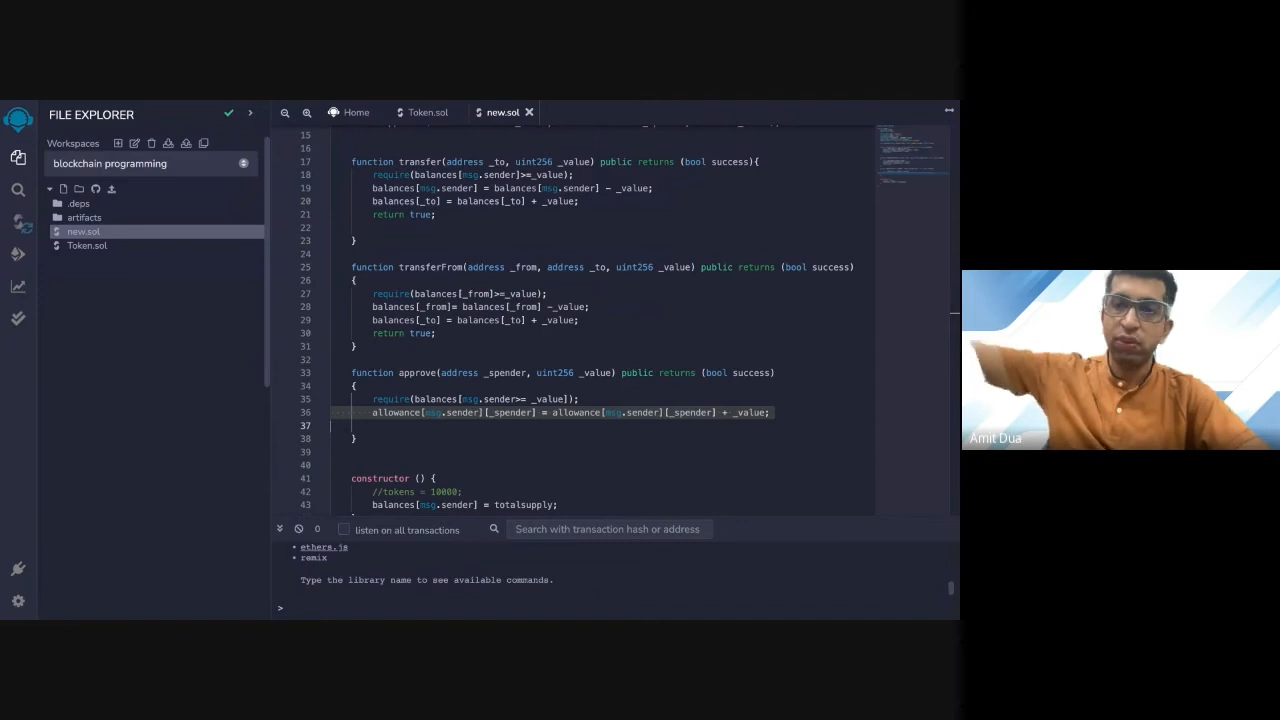 FILE EXPLORER
Home
Token.sol
new.sol
Workspaces
blockchain programming
.deps
artifacts
new.sol
Token.sol
15
16
17 function transfer(address _to, uint256 _value) public returns (bool success){
18 require(balances[msg.sender]>=_value);
19 balances[msg.sender] = balances[msg.sender] - _value;
20 balances[_to] = balances[_to] + _value;
21 return true;
22
23 }
24
25 function transferFrom(address _from, address _to, uint256 _value) public returns (bool success)
26 {
27 require(balances[_from]>=_value);
28 balances[_from]= balances[_from] -_value;
29 balances[_to] = balances[_to] + _value;
30 return true;
31 }
32
33 function approve(address _spender, uint256 _value) public returns (bool success)
34 {
35 require(balances[msg.sender>= _value]);
36 allowance[msg.sender][_spender] = allowance[msg.sender][_spender] + _value;
37
38 }
39
40
41 constructor () {
42 //tokens = 10000;
43 balances[msg.sender] = totalsupply;
0
listen on all transactions
Search with transaction hash or address
• ethers.js
• remix
Type the library name to see available commands.
>
Amit Dua